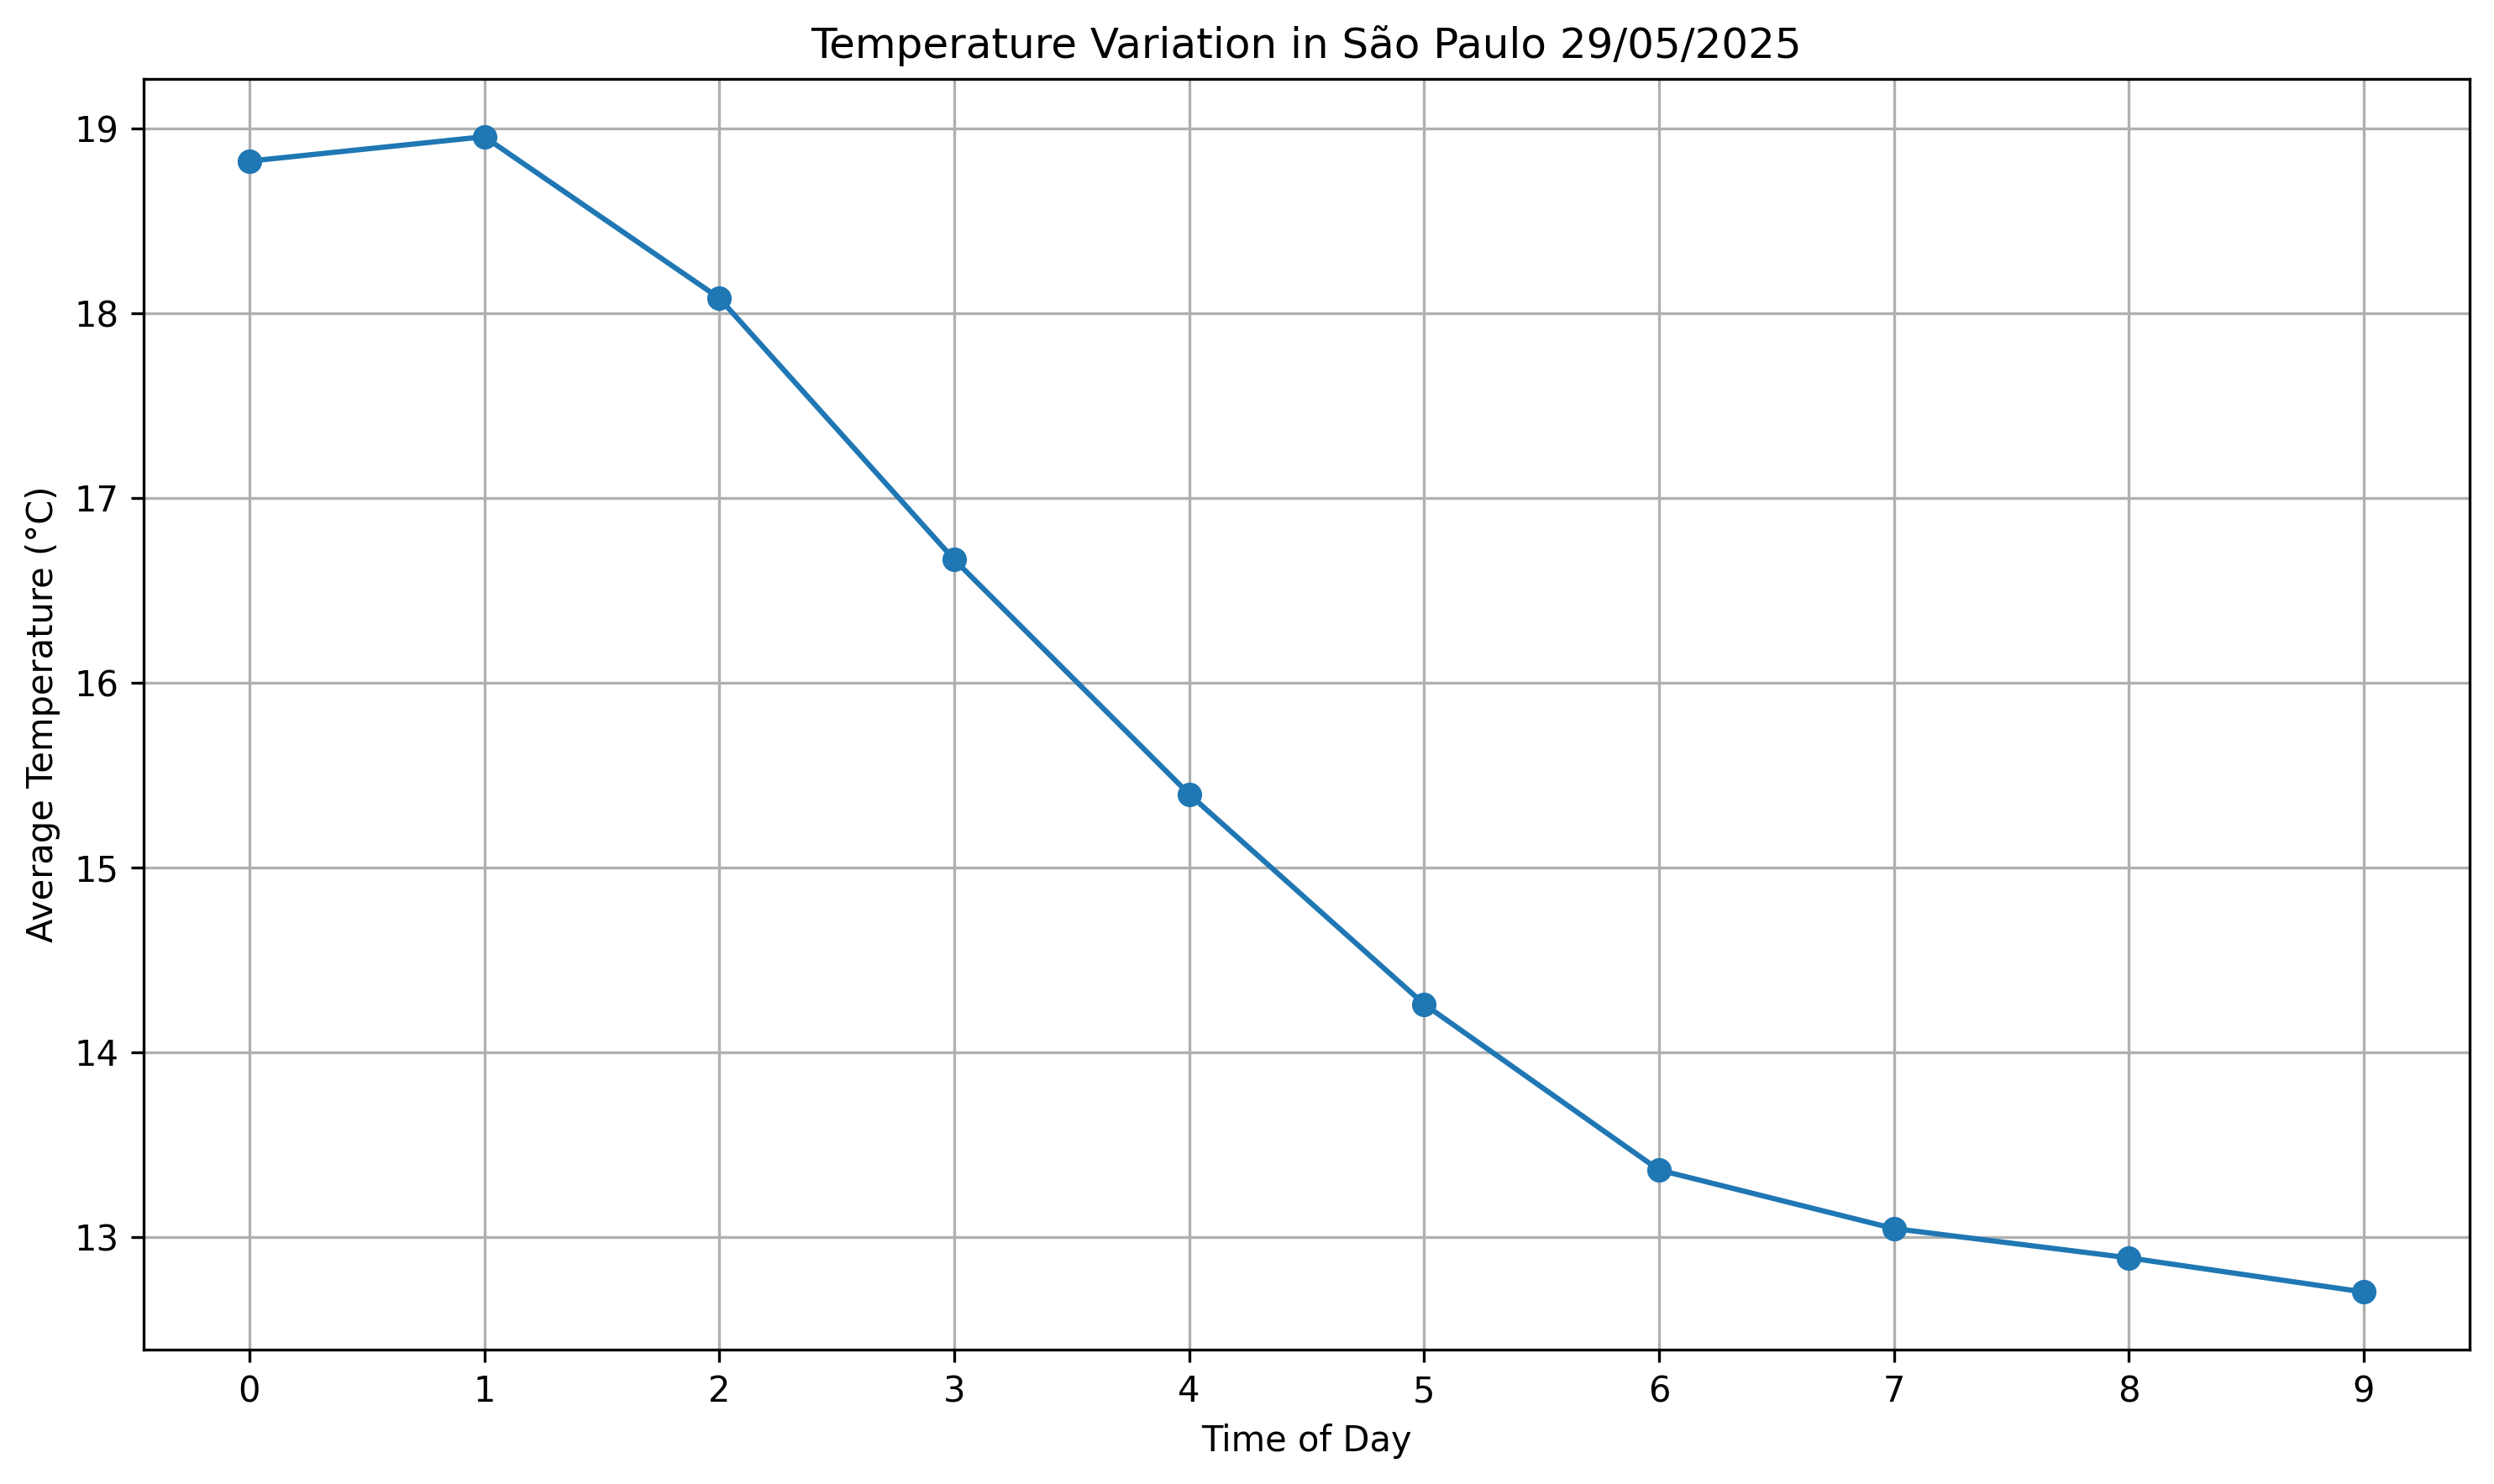 Temperature Variation in São Paulo 29/05/2025
19
18
17
16
15
14
13
Average Temperature (°C)
0 1 2 3 4 5 6 7 8 9
Time of Day